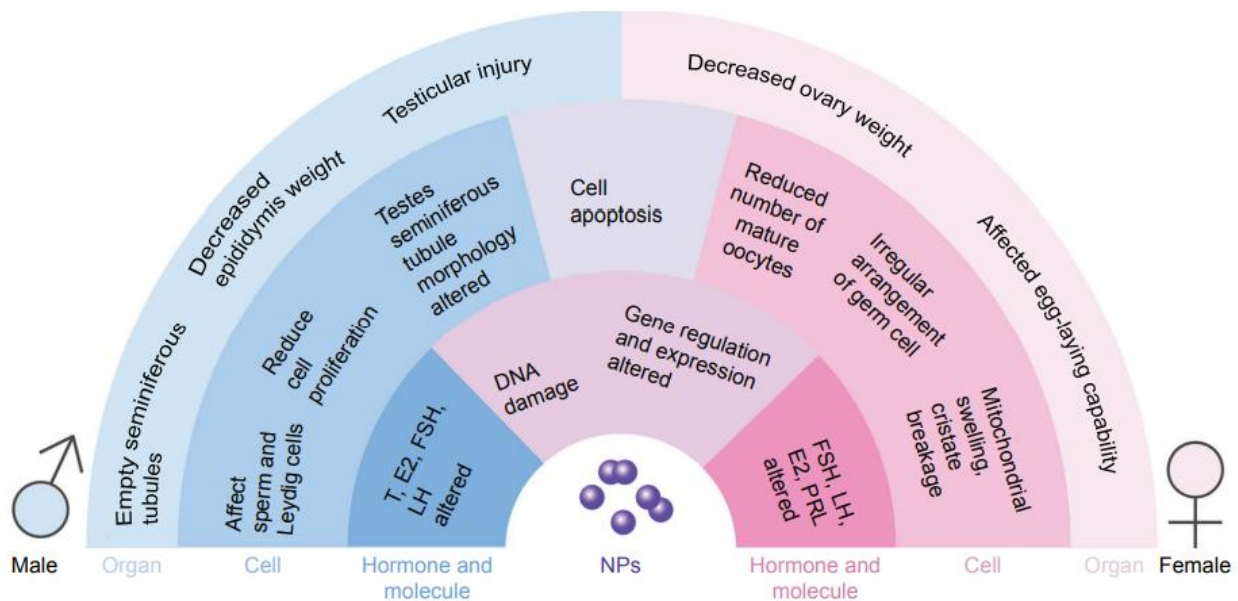 Testicular injury
Decreased
epididymis weight
Empty seminiferous
tubules
Decreased ovary weight
Affected egg-laying capability
Testes
seminiferous
tubule
morphology
altered
Reduce
cell
proliferation
Affect
sperm and
Leydig cells
Cell
apoptosis
Reduced
number of
mature
oocytes
Irregular
arrangement
of germ cell
Mitochondrial
swelling,
cristate
breakage
DNA
damage
Gene regulation
and expression
altered
T, E2, FSH,
LH
altered
FSH, LH,
E2, PRL
altered
Male
Organ
Cell
Hormone and
molecule
NPs
Hormone and
molecule
Cell
Organ
Female